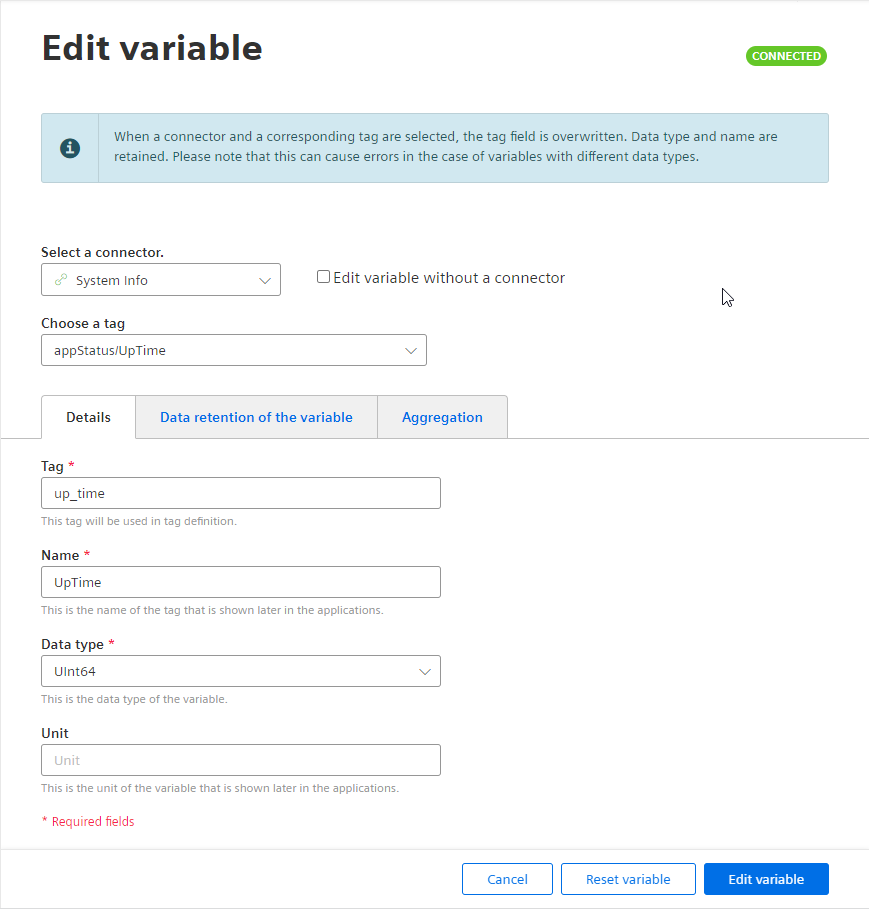 Edit variable
CONNECTED
When a connector and a corresponding tag are selected, the tag field is overwritten. Data type and name are
retained. Please note that this can cause errors in the case of variables with different data types.
Select a connector.
System Info
Edit variable without a connector
Choose a tag
appStatus/UpTime
Details
Data retention of the variable
Aggregation
Tag *
up_time
This tag will be used in tag definition.
Name *
UpTime
This is the name of the tag that is shown later in the applications.
Data type *
UInt64
This is the data type of the variable.
Unit
Unit
This is the unit of the variable that is shown later in the applications.
* Required fields
Cancel
Reset variable
Edit variable